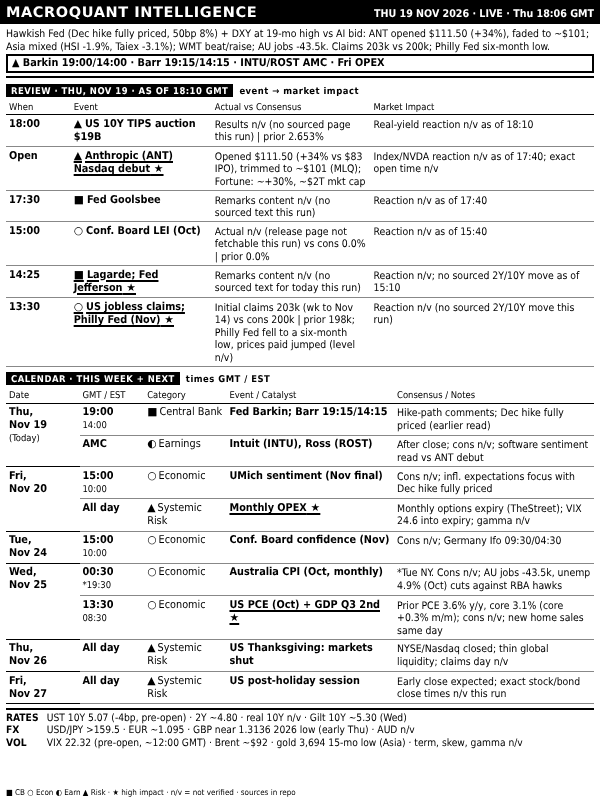 MACROQUANT INTELLIGENCE
THU 19 NOV 2026 · LIVE · Thu 18:06 GMT
Hawkish Fed (Dec hike fully priced, 50bp 8%) + DXY at 19-mo high vs AI bid: ANT opened $111.50 (+34%), faded to ~$101;
Asia mixed (HSI -1.9%, Taiex -3.1%); WMT beat/raise; AU jobs -43.5k. Claims 203k vs 200k; Philly Fed six-month low.
▲ Barkin 19:00/14:00 · Barr 19:15/14:15 · INTU/ROST AMC · Fri OPEX
REVIEW · THU, NOV 19 · AS OF 18:10 GMT event → market impact
When Event Actual vs Consensus Market Impact
18:00 ▲ US 10Y TIPS auction Results n/v (no sourced page Real-yield reaction n/v as of 18:10
$19B this run) | prior 2.653%
Open ▲ Anthropic (ANT) Opened $111.50 (+34% vs $83 Index/NVDA reaction n/v as of 17:40; exact
Nasdaq debut ★ IPO), trimmed to ~$101 (MLQ); open time n/v
Fortune: ~+30%, ~$2T mkt cap
17:30 ■ Fed Goolsbee Remarks content n/v (no Reaction n/v as of 17:40
sourced text this run)
15:00 ○ Conf. Board LEI (Oct) Actual n/v (release page not Reaction n/v as of 15:40
fetchable this run) vs cons 0.0%
| prior 0.0%
14:25 ■ Lagarde; Fed Remarks content n/v (no Reaction n/v; no sourced 2Y/10Y move as of
Jefferson ★ sourced text for today this run) 15:10
13:30 ○ US jobless claims; Initial claims 203k (wk to Nov Reaction n/v (no sourced 2Y/10Y move this
Philly Fed (Nov) ★ 14) vs cons 200k | prior 198k; run)
Philly Fed fell to a six-month
low, prices paid jumped (level
n/v)
CALENDAR · THIS WEEK + NEXT times GMT / EST
Date GMT / EST Category Event / Catalyst Consensus / Notes
Thu, 19:00 ■ Central Bank Fed Barkin; Barr 19:15/14:15 Hike-path comments; Dec hike fully
Nov 19 14:00 priced (earlier read)
(Today)
AMC ◐ Earnings Intuit (INTU), Ross (ROST) After close; cons n/v; software sentiment
read vs ANT debut
Fri, 15:00 ○ Economic UMich sentiment (Nov final) Cons n/v; infl. expectations focus with
Nov 20 10:00 Dec hike fully priced
All day ▲ Systemic Monthly OPEX ★ Monthly options expiry (TheStreet); VIX
Risk 24.6 into expiry; gamma n/v
Tue, 15:00 ○ Economic Conf. Board confidence (Nov) Cons n/v; Germany Ifo 09:30/04:30
Nov 24 10:00
Wed, 00:30 ○ Economic Australia CPI (Oct, monthly) *Tue NY. Cons n/v; AU jobs -43.5k, unemp
Nov 25 *19:30 4.9% (Oct) cuts against RBA hawks
13:30 ○ Economic US PCE (Oct) + GDP Q3 2nd Prior PCE 3.6% y/y, core 3.1% (core
08:30 ★ +0.3% m/m); cons n/v; new home sales
same day
Thu, All day ▲ Systemic US Thanksgiving: markets NYSE/Nasdaq closed; thin global
Nov 26 Risk shut liquidity; claims day n/v
Fri, All day ▲ Systemic US post-holiday session Early close expected; exact stock/bond
Nov 27 Risk close times n/v this run
RATES UST 10Y 5.07 (-4bp, pre-open) · 2Y ~4.80 · real 10Y n/v · Gilt 10Y ~5.30 (Wed)
FX USD/JPY >159.5 · EUR ~1.095 · GBP near 1.3136 2026 low (early Thu) · AUD n/v
VOL VIX 22.32 (pre-open, ~12:00 GMT) · Brent ~$92 · gold 3,694 15-mo low (Asia) · term, skew, gamma n/v
■ CB ○ Econ ◐ Earn ▲ Risk · ★ high impact · n/v = not verified · sources in repo